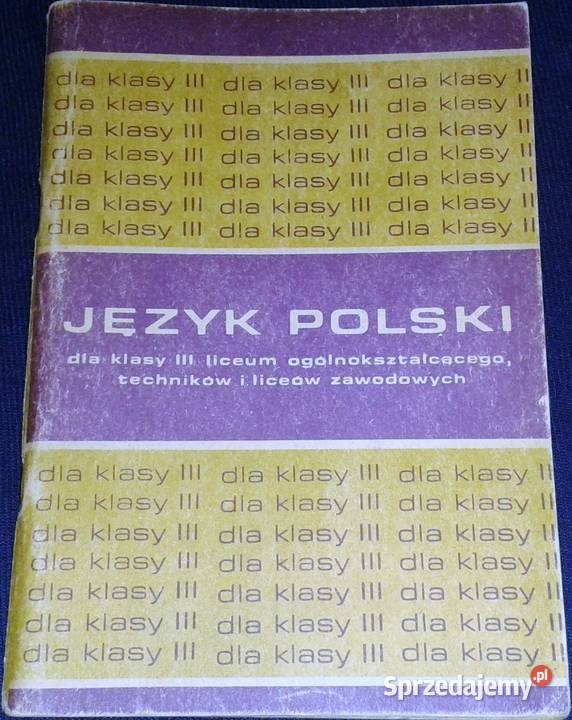 dla klasy III dla klasy III dla klasy II
dla klasy III dla klasy III dla klasy II
dla klasy III dla klasy III dla klasy II
dla klasy III dla klasy III dla klasy II
dla klasy III dla klasy III dla klasy II
dla klasy III dla klasy III dla klasy II
dla klasy III dla klasy III dla klasy II
JĘZYK POLSKI
dla klasy III liceum ogólnokształcącego,
techników i liceów zawodowych
dla klasy III dla klasy III dla klasy II
dla klasy III dla klasy III dla klasy II
dla klasy III dla klasy III dla klasy II
dla klasy III dla klasy III dla klasy II
dla klasy III dla klasy III dla klasy II
dla klasy III dla klasy III dla klasy II
dla klasy III dla klasy III dla klasy II
Sprzedajemy.pl